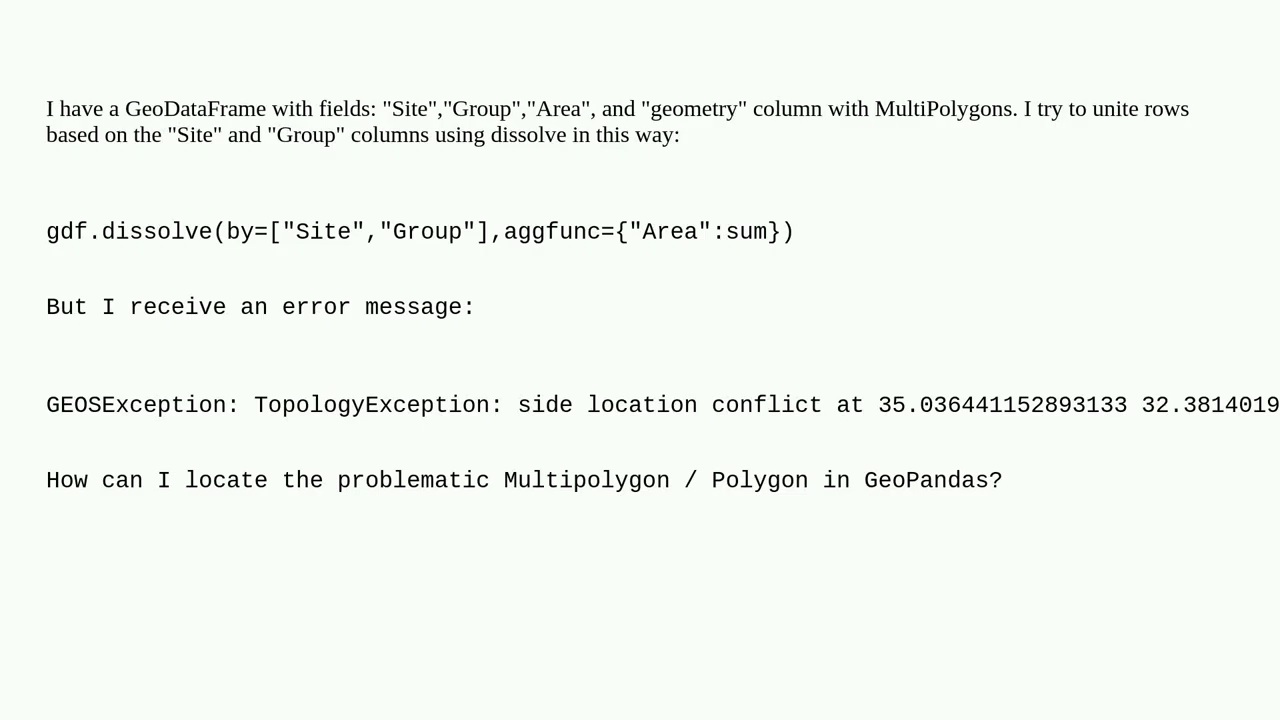 I have a GeoDataFrame with fields: "Site","Group","Area", and "geometry" column with MultiPolygons. I try to unite rows
based on the "Site" and "Group" columns using dissolve in this way:
gdf.dissolve(by=["Site","Group"],aggfunc={"Area":sum})
But I receive an error message:
GEOSException: TopologyException: side location conflict at 35.036441152893133 32.3814019
How can I locate the problematic Multipolygon / Polygon in GeoPandas?